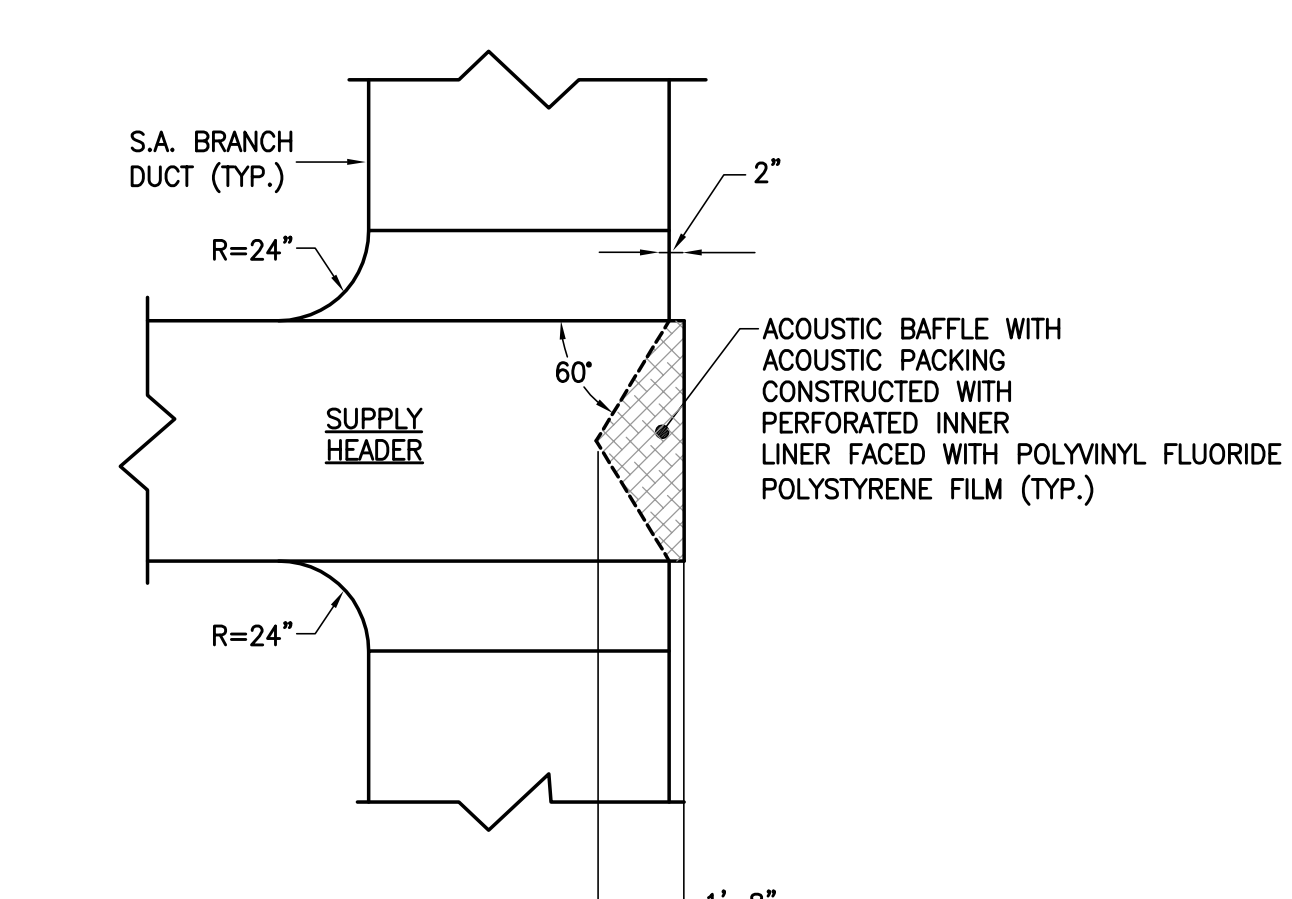 S.A. BRANCH
DUCT (TYP.)
2”
R=24”
ACOUSTIC BAFFLE WITH
ACOUSTIC PACKING
CONSTRUCTED WITH
PERFORATED INNER
LINER FACED WITH POLYVINYL FLUORIDE
POLYSTYRENE FILM (TYP.)
60°
SUPPLY
HEADER
R=24”